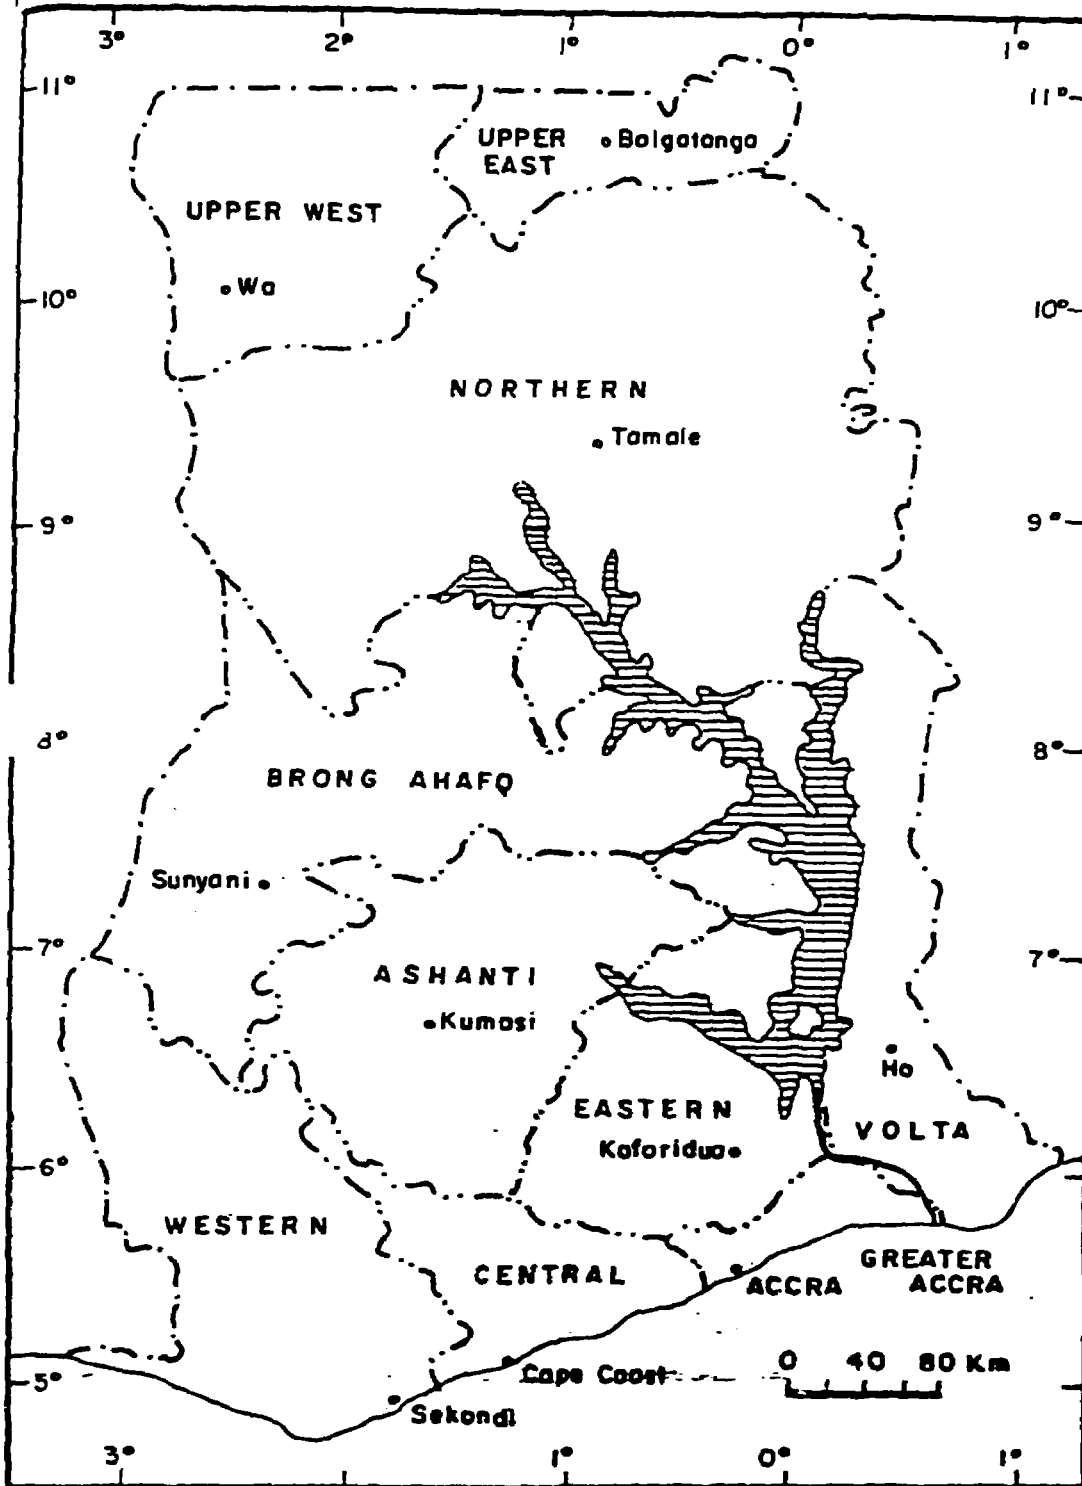 3° 2° 1° 0° 1°
11° 11°
UPPER EAST
Bolgatanga
UPPER WEST
Wa
10° 10°
NORTHERN
Tamale
9° 9°
8° 8°
BRONG AHAFO
Sunyani
7° 7°
ASHANTI
Kumasi
Ho
EASTERN
VOLTA
Koforidua
6°
WESTERN
CENTRAL
GREATER ACCRA
ACCRA
0 40 80 Km
Cape Coast
5°
Sekondi
3° 1° 0° 1°